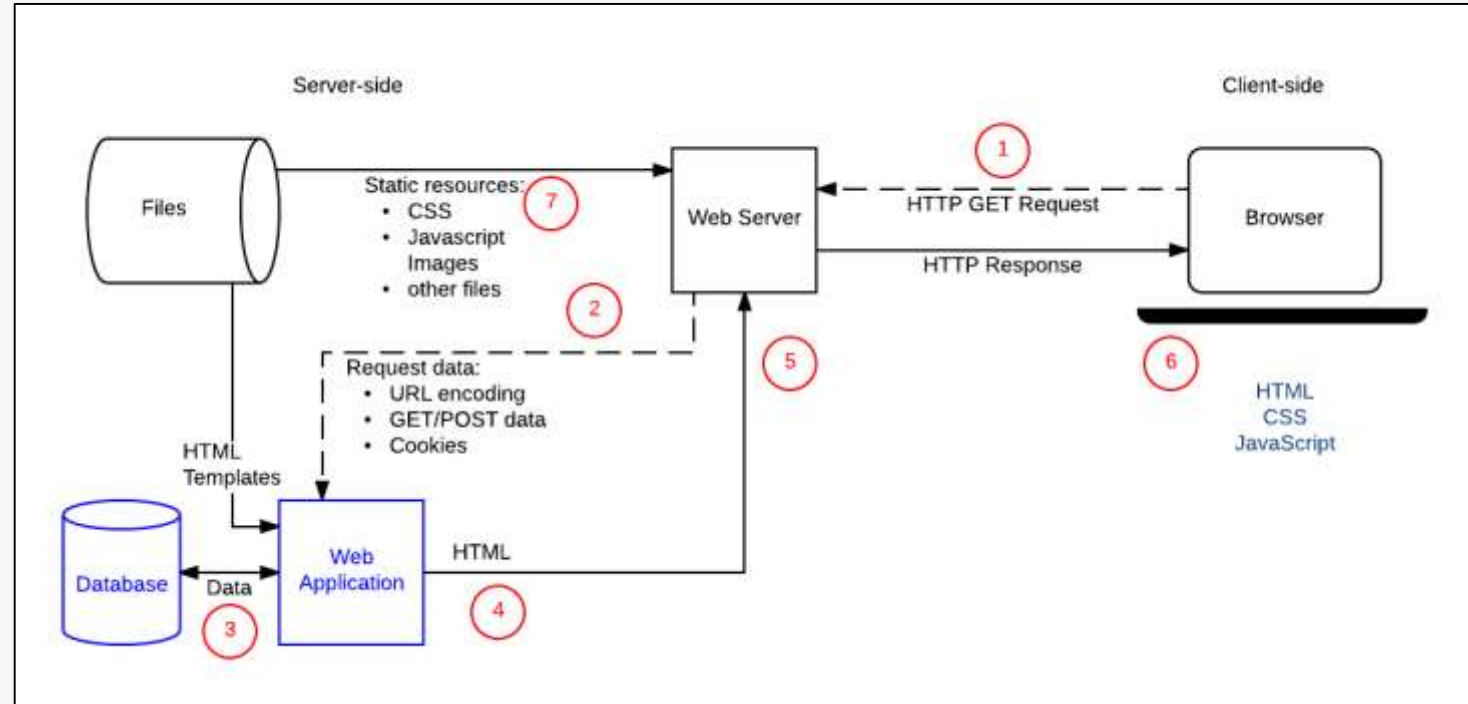 Server-side
Client-side
Files
Static resources:
• CSS
• Javascript
Images
• other files
7
Web Server
1
HTTP GET Request
HTTP Response
Browser
2
Request data:
• URL encoding
• GET/POST data
• Cookies
5
6
HTML
CSS
JavaScript
HTML
Templates
Database
Data
3
Web
Application
HTML
4